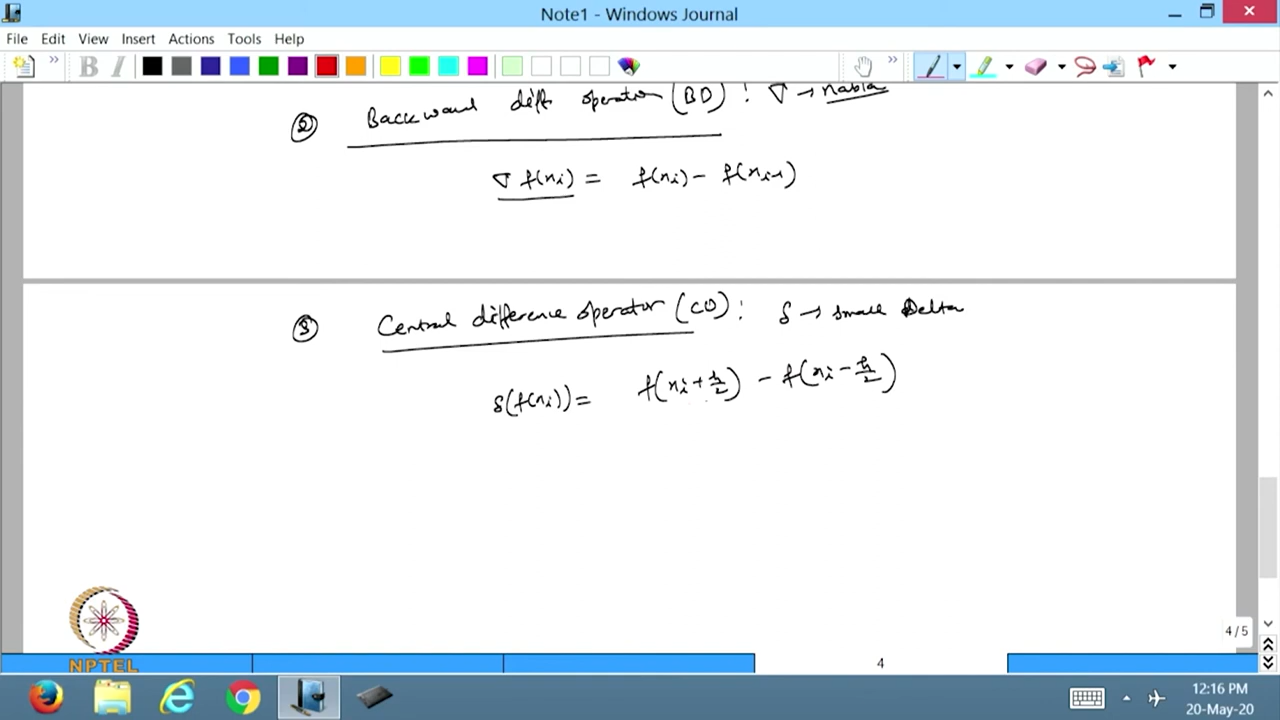 Note1 - Windows Journal
File Edit View Insert Actions Tools Help
② Backward diff operator (BD) : ∇ → nabla
∇ f(xi) = f(xi) - f(xi-1)
③ Central difference operator (CD) : δ → small Delta
δ(f(xi)) = f(xi + h/2) - f(xi - h/2)
4 / 5
NPTEL
4
12:16 PM
20-May-20